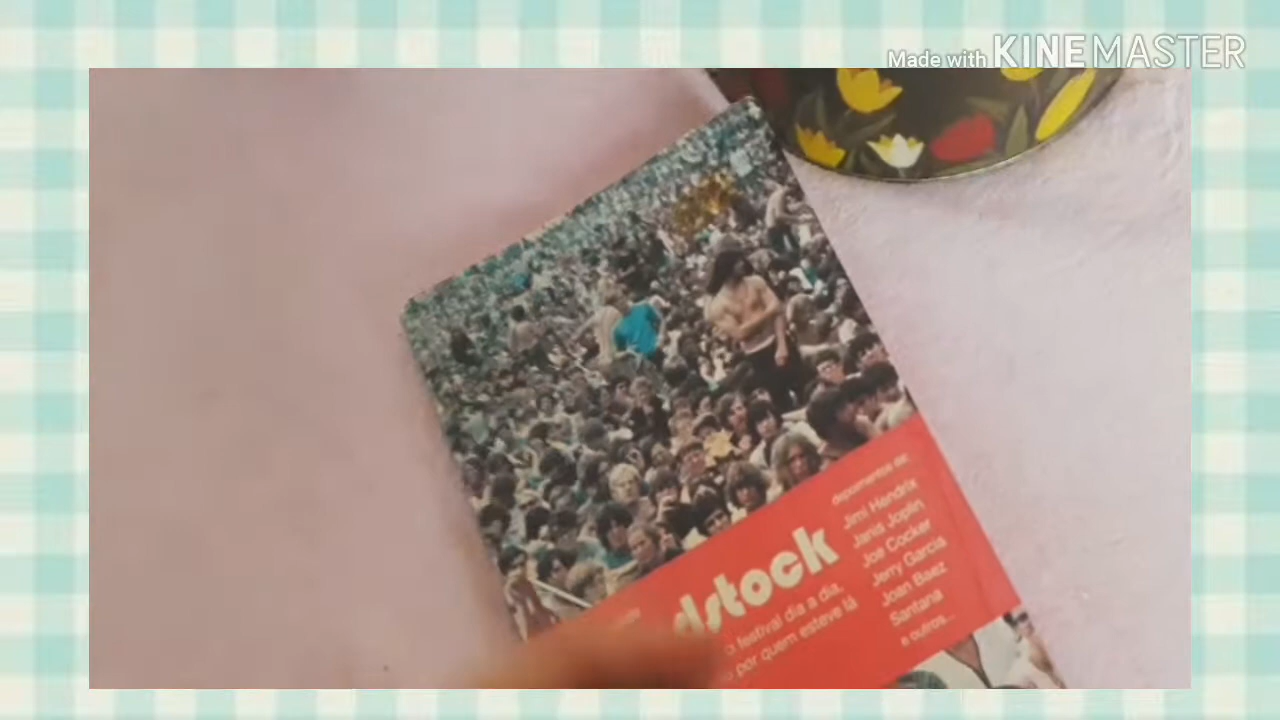 Made with KINEMASTER
depoimentos de:
Jimi Hendrix
Janis Joplin
Joe Cocker
Jerry Garcia
Joan Baez
Santana
e outros...
dstock
o festival dia a dia,
por quem esteve lá